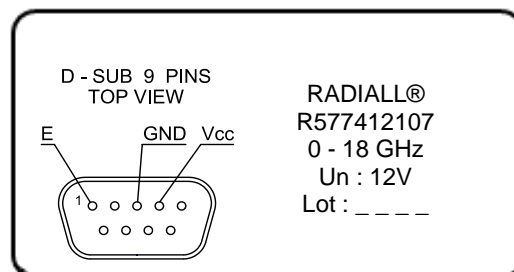 D - SUB 9 PINS
TOP VIEW
E GND Vcc
1
RADIALL®
R577412107
0 - 18 GHz
Un : 12V
Lot : _ _ _ _